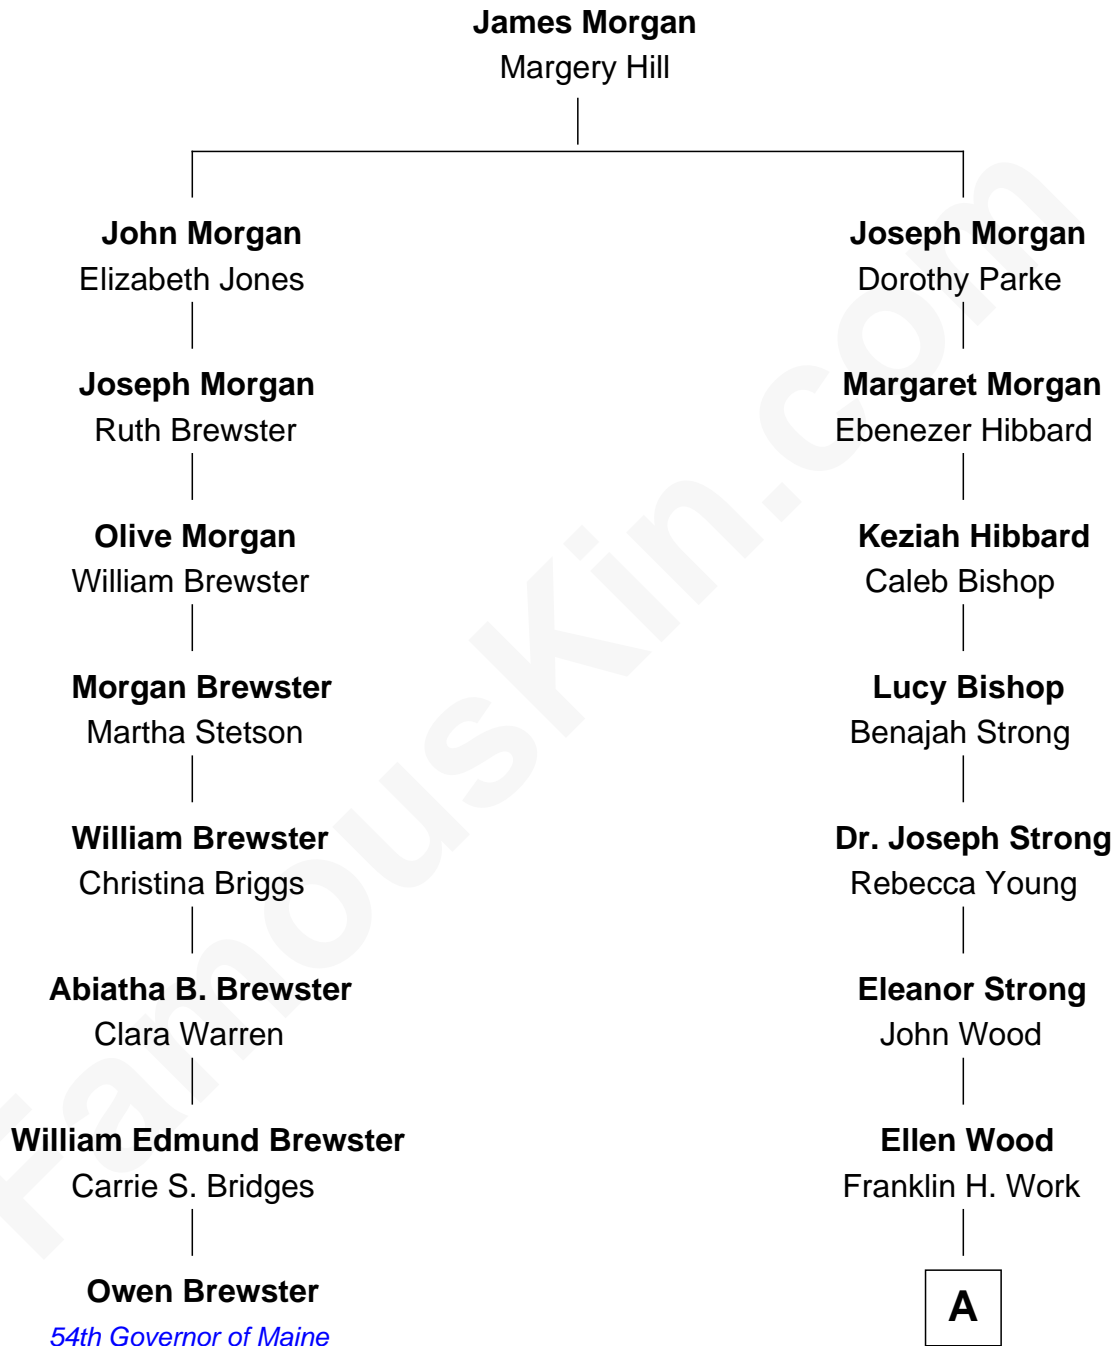 James Morgan
Margery Hill
John Morgan
Elizabeth Jones
Joseph Morgan
Dorothy Parke
Joseph Morgan
Ruth Brewster
Margaret Morgan
Ebenezer Hibbard
Olive Morgan
William Brewster
Keziah Hibbard
Caleb Bishop
Morgan Brewster
Martha Stetson
Lucy Bishop
Benajah Strong
William Brewster
Christina Briggs
Dr. Joseph Strong
Rebecca Young
Abiatha B. Brewster
Clara Warren
Eleanor Strong
John Wood
William Edmund Brewster
Carrie S. Bridges
Ellen Wood
Franklin H. Work
Owen Brewster
54th Governor of Maine
A
FamousKin.com